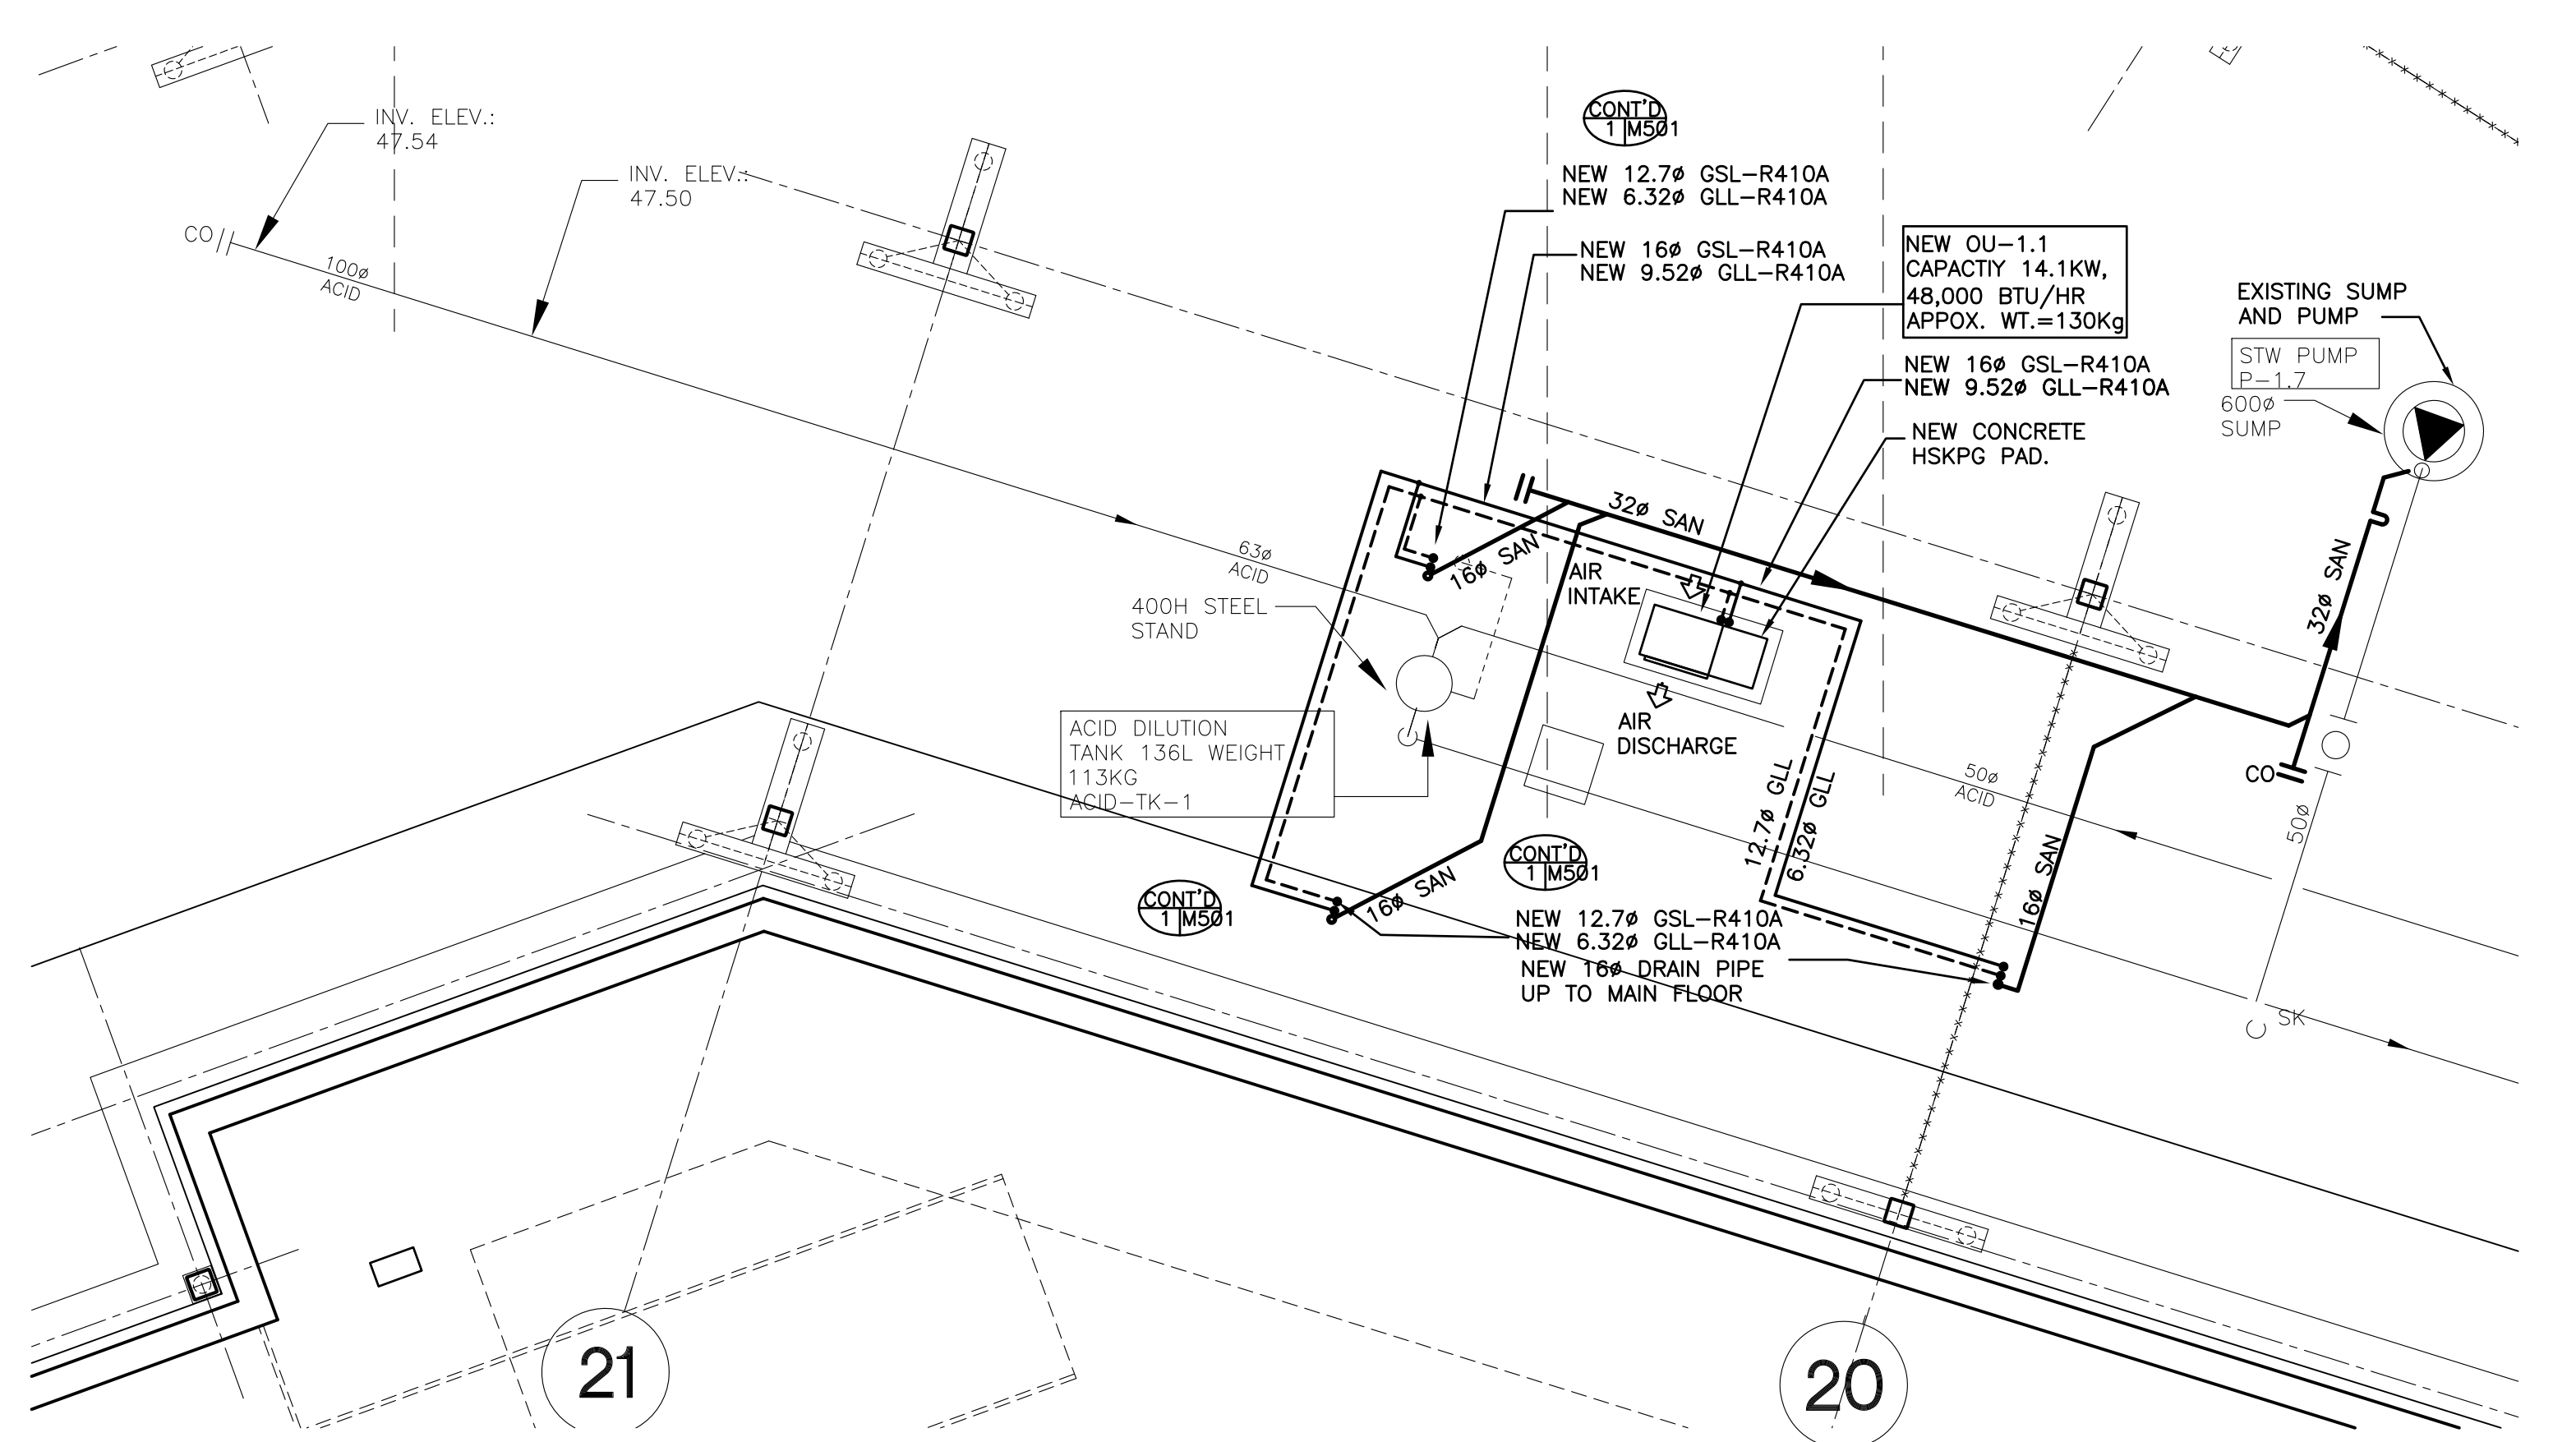 CONT'D
1 M501
INV. ELEV.:
47.54
INV. ELEV.:
47.50
NEW 12.7ø GSL-R410A
NEW 6.32ø GLL-R410A
NEW 16ø GSL-R410A
NEW 9.52ø GLL-R410A
NEW OU-1.1
CAPACTIY 14.1KW,
48,000 BTU/HR
APPOX. WT.=130Kg
EXISTING SUMP
AND PUMP
STW PUMP
P-1.7
600ø
SUMP
NEW 16ø GSL-R410A
NEW 9.52ø GLL-R410A
NEW CONCRETE
HSKPG PAD.
CO
100ø
ACID
63ø
ACID
32ø SAN
16ø SAN
AIR
INTAKE
400H STEEL
STAND
32ø SAN
ACID DILUTION
TANK 136L WEIGHT
113KG
ACID-TK-1
AIR
DISCHARGE
50ø
ACID
CO
50ø
12.7ø GLL
6.32ø GLL
16ø SAN
16ø SAN
CONT'D
1 M501
CONT'D
1 M501
NEW 12.7ø GSL-R410A
NEW 6.32ø GLL-R410A
NEW 16ø DRAIN PIPE
UP TO MAIN FLOOR
SK
21
20